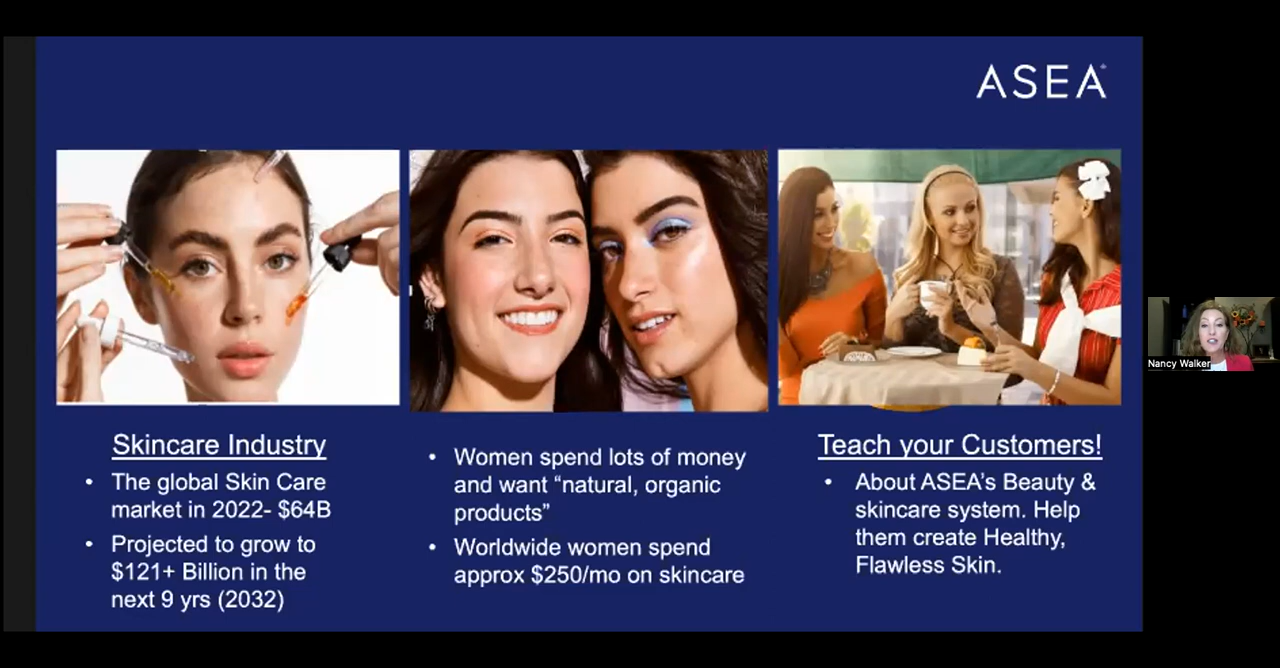 ASEA
Skincare Industry
• The global Skin Care
market in 2022- $64B
• Projected to grow to
$121+ Billion in the
next 9 yrs (2032)
• Women spend lots of money
and want “natural, organic
products”
• Worldwide women spend
approx $250/mo on skincare
Teach your Customers!
• About ASEA’s Beauty &
skincare system. Help
them create Healthy,
Flawless Skin.
Nancy Walker